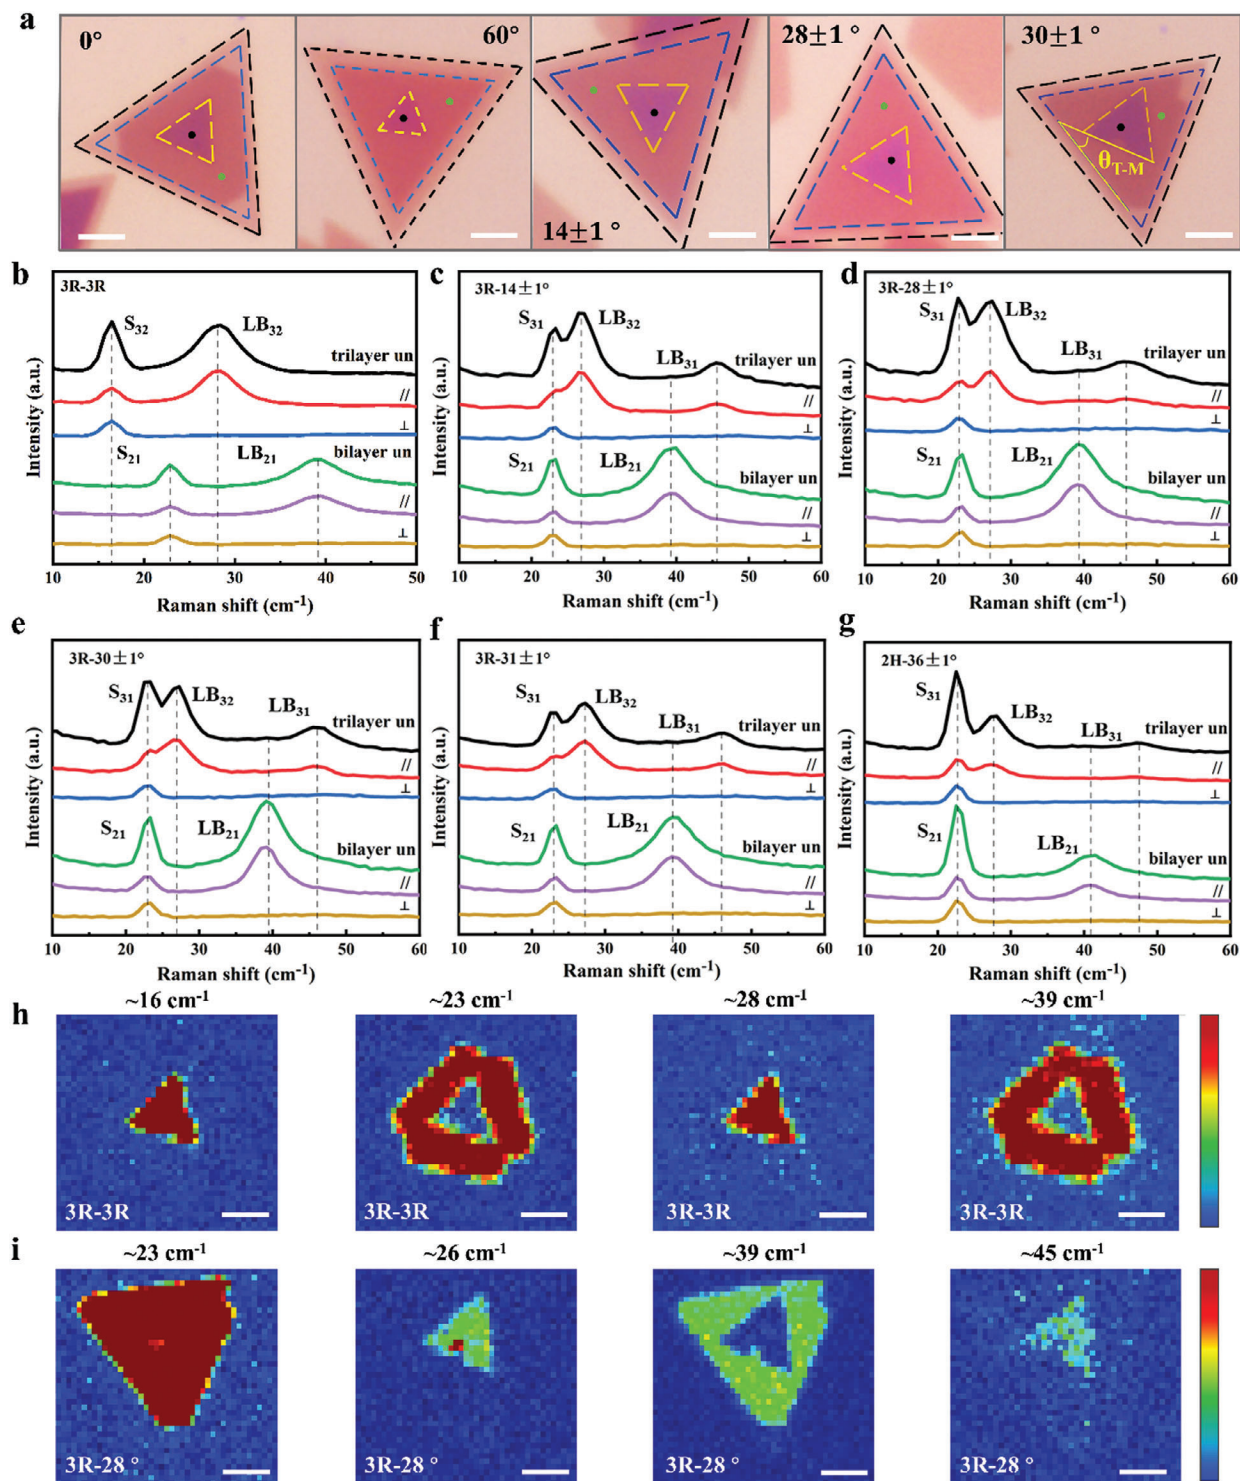 a
0° 60° 14±1° 28±1° 30±1°
θT-M
b
3R-3R
S32
LB32
trilayer un
//
⊥
S21
LB21
bilayer un
//
⊥
Intensity (a.u.)
10 20 30 40 50
Raman shift (cm-1)
c
3R-14±1°
S31
LB32
LB31
trilayer un
//
⊥
S21
LB21
bilayer un
//
⊥
Intensity (a.u.)
10 20 30 40 50 60
Raman shift (cm-1)
d
3R-28±1°
S31
LB32
LB31
trilayer un
//
⊥
S21
LB21
bilayer un
//
⊥
Intensity (a.u.)
10 20 30 40 50 60
Raman shift (cm-1)
e
3R-30±1°
S31
LB32
LB31
trilayer un
//
⊥
S21
LB21
bilayer un
//
⊥
Intensity (a.u.)
10 20 30 40 50 60
Raman shift (cm-1)
f
3R-31±1°
S31
LB32
LB31
trilayer un
//
⊥
S21
LB21
bilayer un
//
⊥
Intensity (a.u.)
10 20 30 40 50 60
Raman shift (cm-1)
g
2H-36±1°
S31
LB32
LB31
trilayer un
//
⊥
S21
LB21
bilayer un
//
⊥
Intensity (a.u.)
10 20 30 40 50 60
Raman shift (cm-1)
h
~16 cm-1 ~23 cm-1 ~28 cm-1 ~39 cm-1
3R-3R 3R-3R 3R-3R 3R-3R
i
~23 cm-1 ~26 cm-1 ~39 cm-1 ~45 cm-1
3R-28° 3R-28° 3R-28° 3R-28°